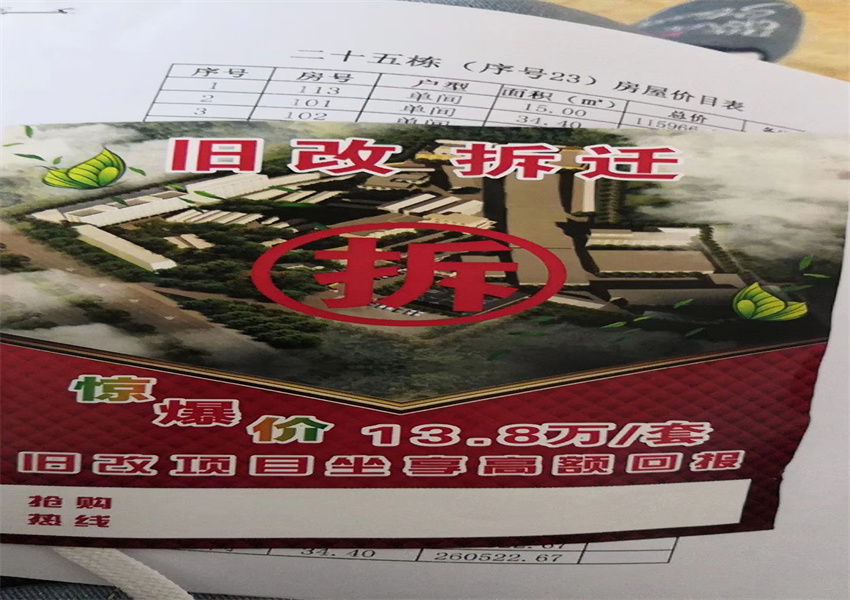 二十五栋（序号23）房屋价目表
序号 房号 户型 面积（㎡） 总价
1 113 单间 15.00 115966
2 101 单间 34.40
3 102 单间
旧改 拆迁
拆
惊爆价 13.8万/套
旧改项目坐享高额回报
抢购
热线
34.40 260522.67